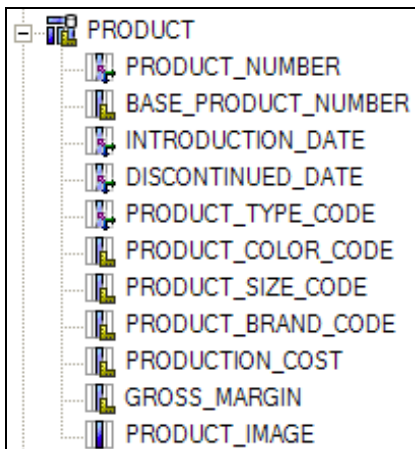 PRODUCT
PRODUCT_NUMBER
BASE_PRODUCT_NUMBER
INTRODUCTION_DATE
DISCONTINUED_DATE
PRODUCT_TYPE_CODE
PRODUCT_COLOR_CODE
PRODUCT_SIZE_CODE
PRODUCT_BRAND_CODE
PRODUCTION_COST
GROSS_MARGIN
PRODUCT_IMAGE